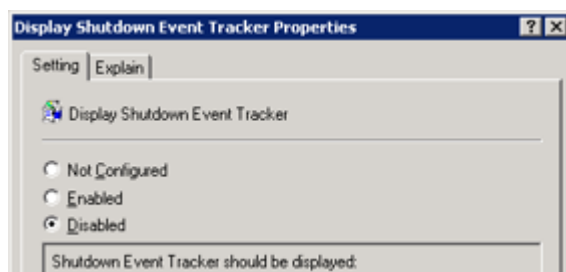 Display Shutdown Event Tracker Properties
Setting Explain
Display Shutdown Event Tracker
Not Configured
Enabled
Disabled
Shutdown Event Tracker should be displayed: